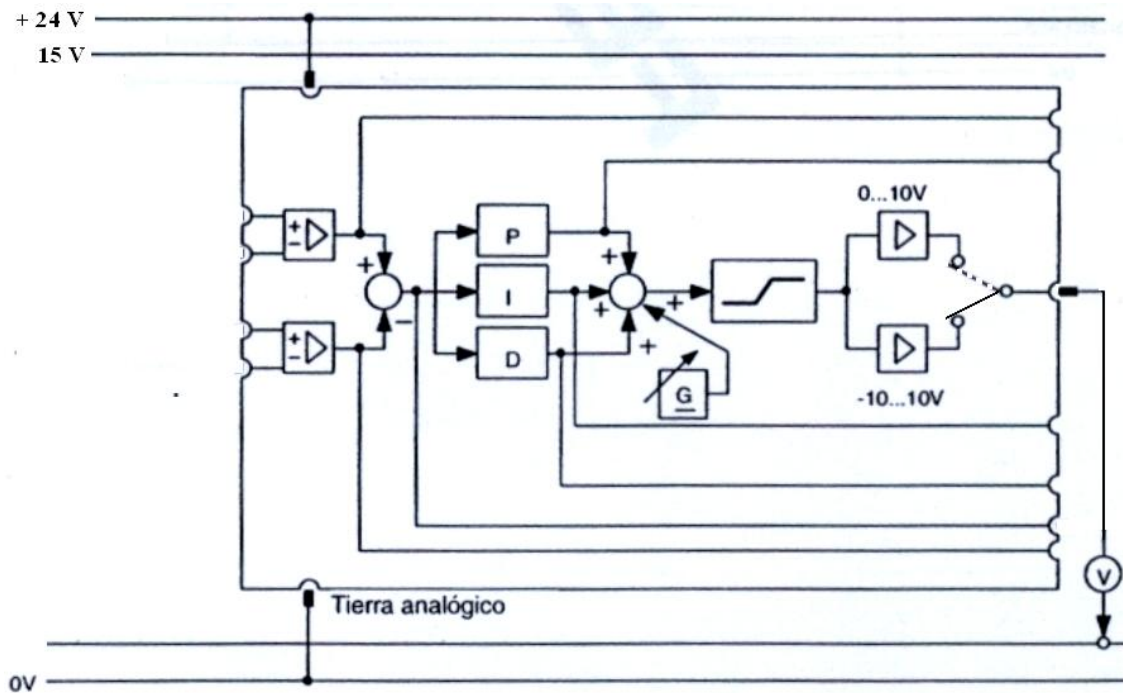 + 24 V
15 V
0...10V
+
−
P
+
+
−
I
+
+
+
−
D
+
G
-10...10V
V
Tierra analógico
0V